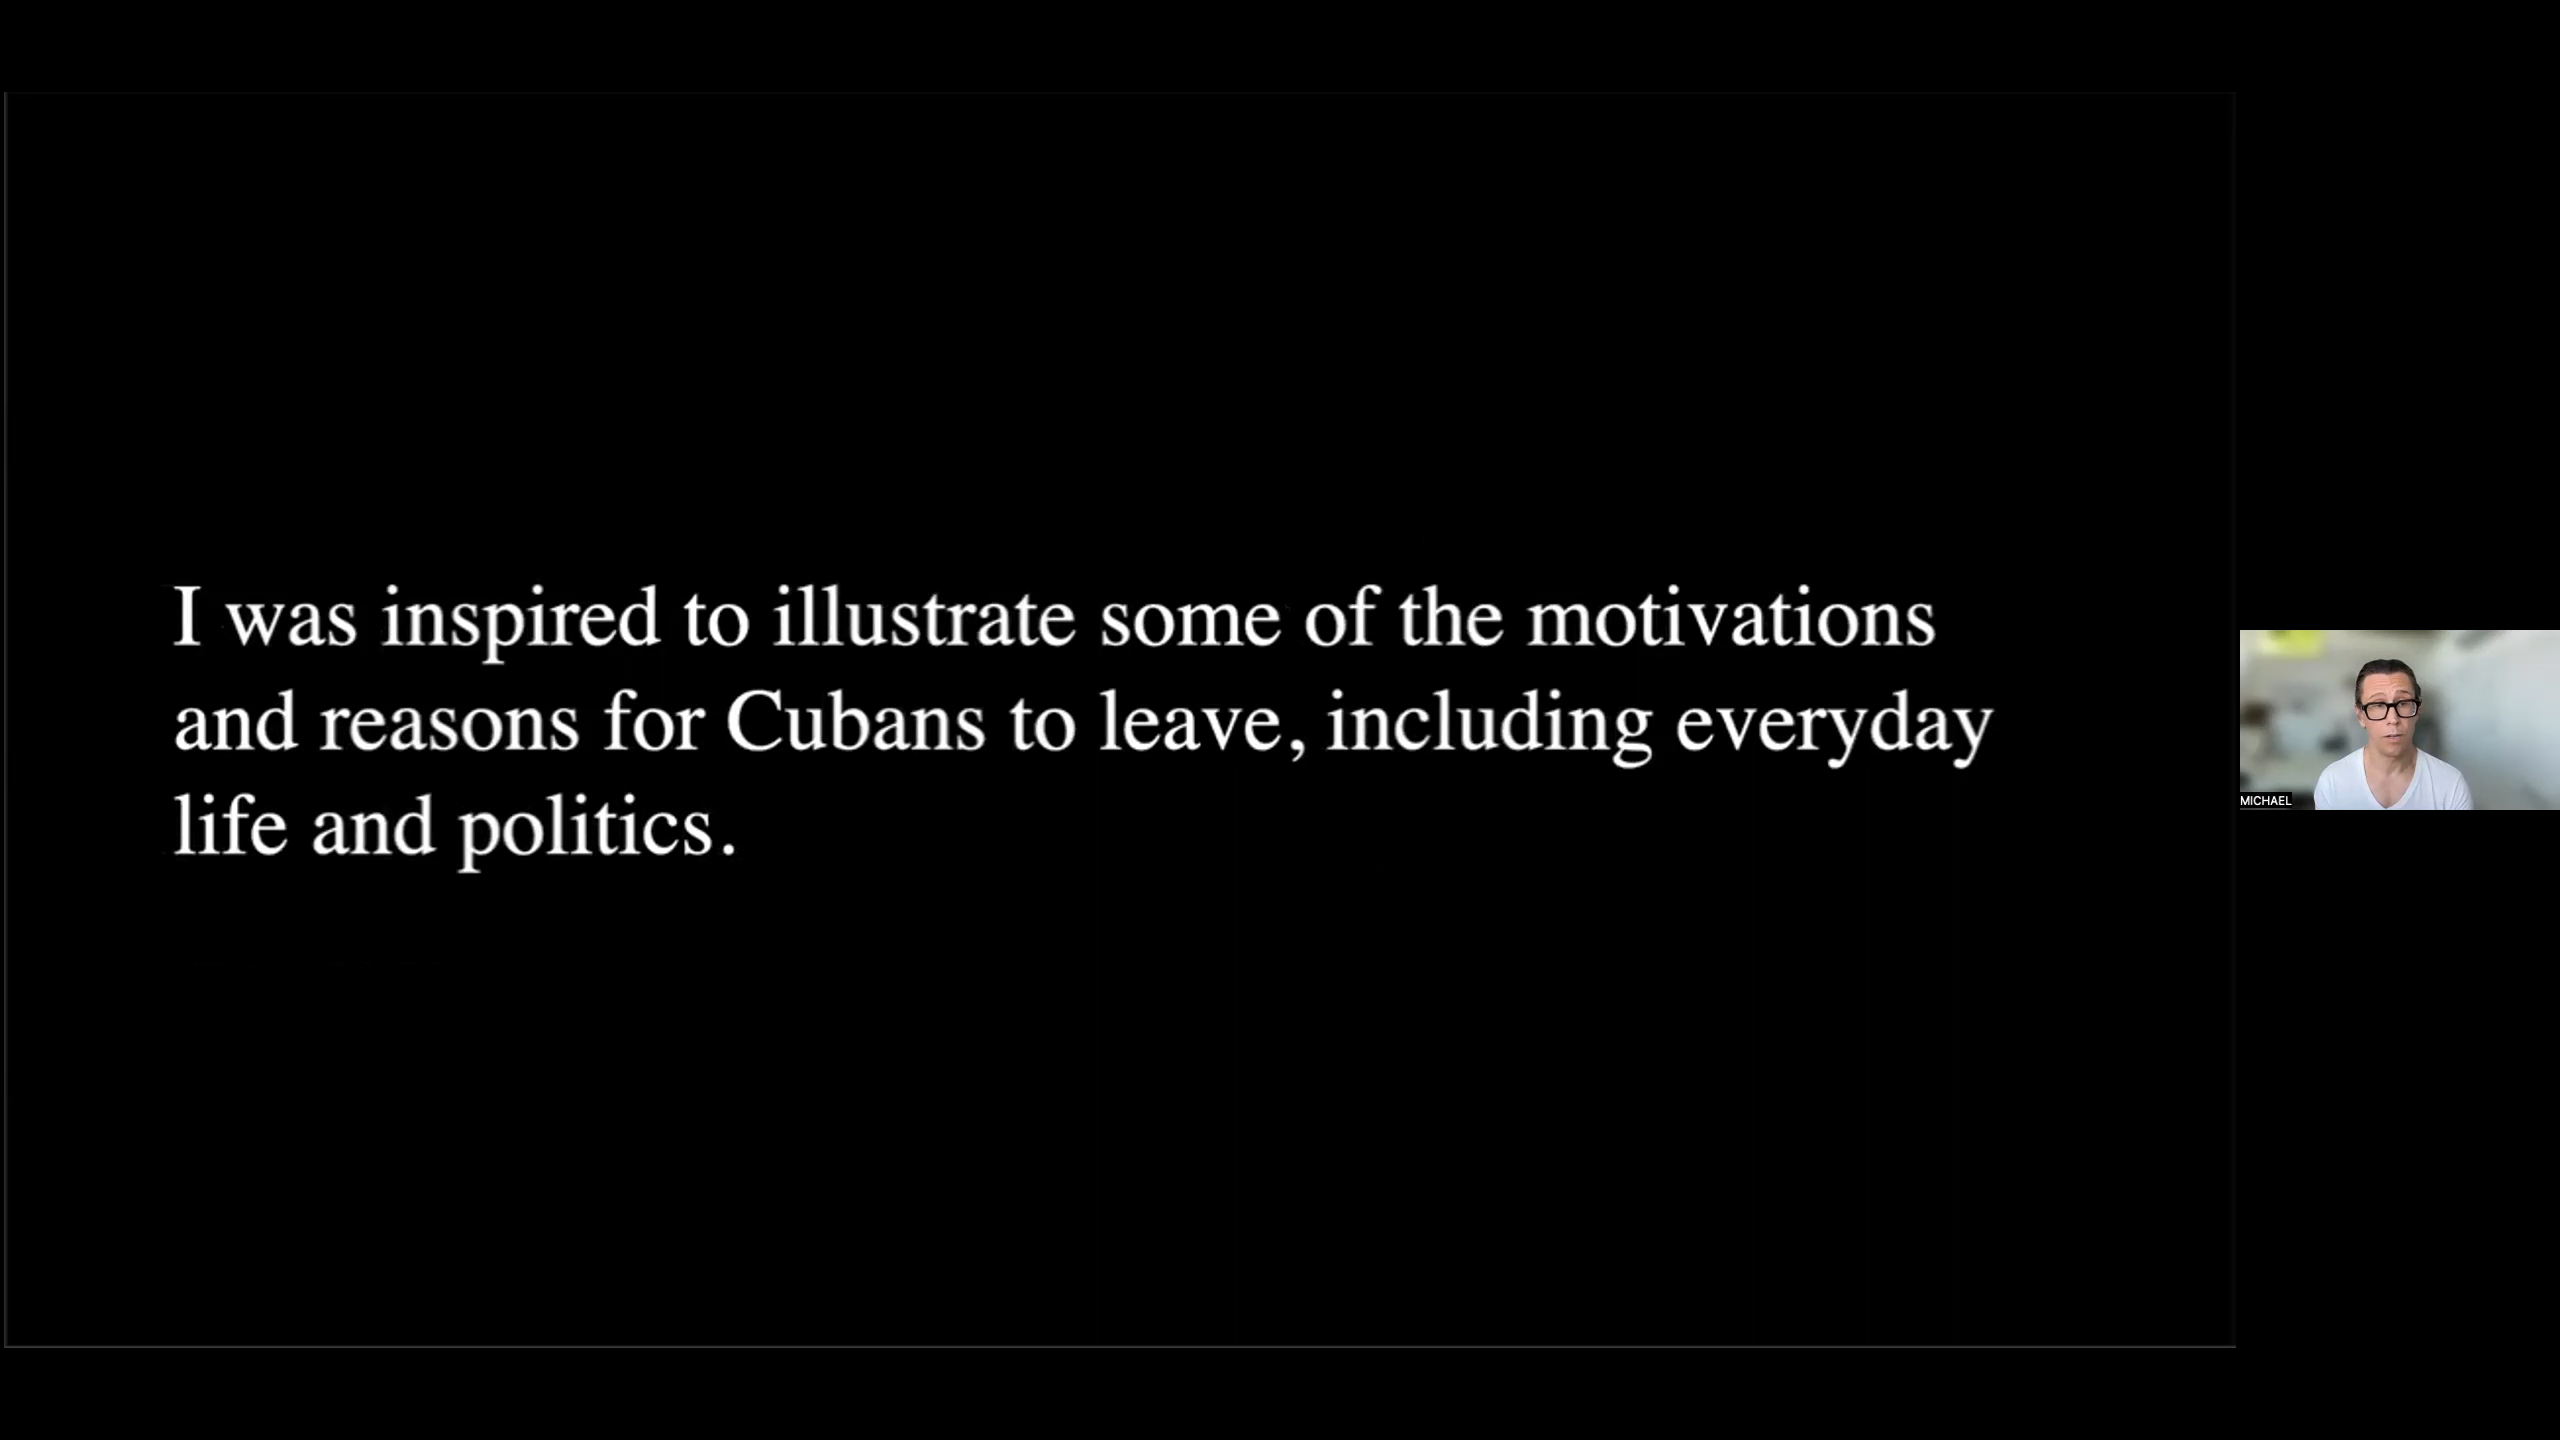 I was inspired to illustrate some of the motivations
and reasons for Cubans to leave, including everyday
life and politics.
MICHAEL